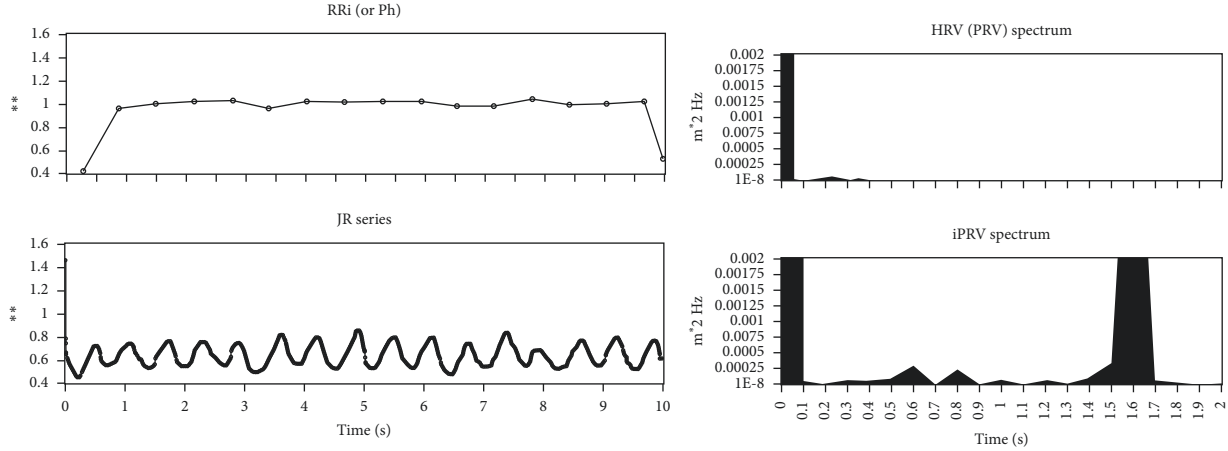 RRi (or Ph)
1.6
1.4
1.2
1
0.8
0.6
0.4
**
JR series
1.6
1.4
1.2
1
0.8
0.6
0.4
**
0 1 2 3 4 5 6 7 8 9 10
Time (s)
HRV (PRV) spectrum
0.002
0.00175
0.0015
0.00125
0.001
0.0075
0.0005
0.00025
1E-8
m*2 Hz
iPRV spectrum
0.002
0.00175
0.0015
0.00125
0.001
0.0075
0.0005
0.00025
1E-8
m*2 Hz
0 0.1 0.2 0.3 0.4 0.5 0.6 0.7 0.8 0.9 1 1.1 1.2 1.3 1.4 1.5 1.6 1.7 1.8 1.9 2
Time (s)